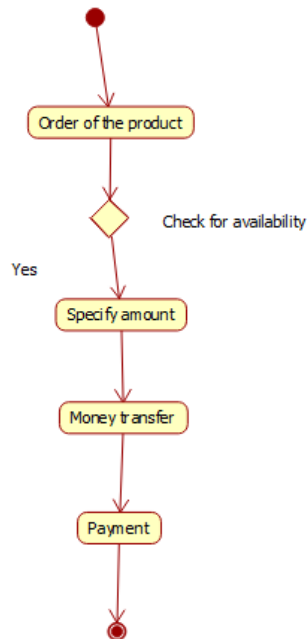 Order of the product
Check for availability
Yes
Specify amount
Money transfer
Payment